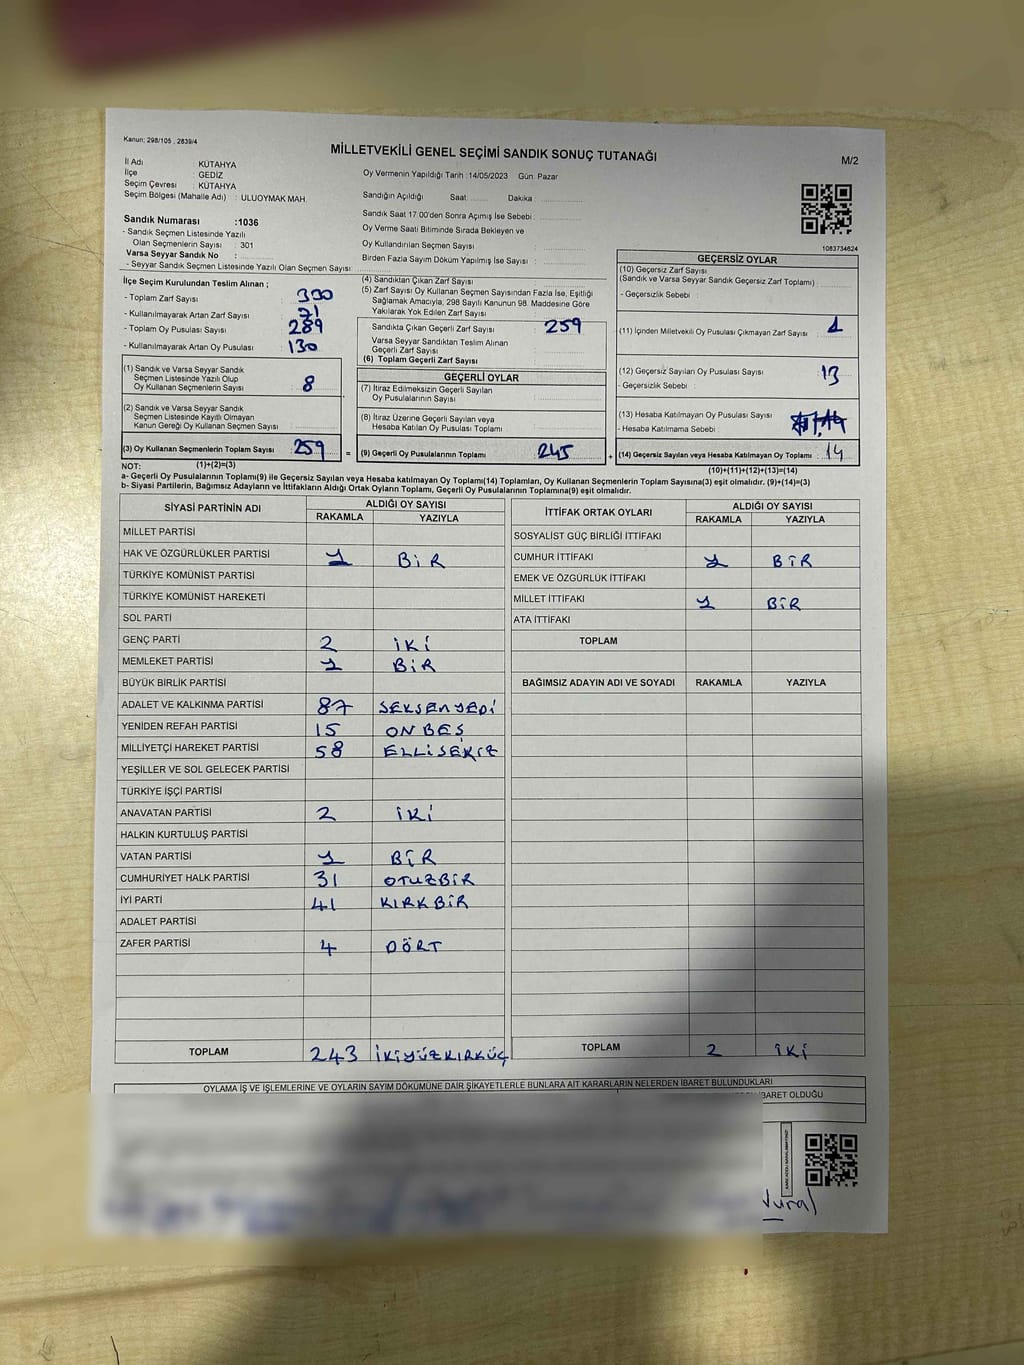 Kanun: 298/105 , 2839/4
MİLLETVEKİLİ GENEL SEÇİMİ SANDIK SONUÇ TUTANAĞI
M/2
İl Adı : KÜTAHYA
İlçe : GEDİZ
Seçim Çevresi : KÜTAHYA
Seçim Bölgesi (Mahalle Adı) : ULUOYMAK MAH.
Sandık Numarası :1036
- Sandık Seçmen Listesinde Yazılı
Olan Seçmenlerin Sayısı : 301
Varsa Seyyar Sandık No :
- Seyyar Sandık Seçmen Listesinde Yazılı Olan Seçmen Sayısı :
Oy Vermenin Yapıldığı Tarih :14/05/2023 Gün: Pazar
Sandığın Açıldığı Saat: Dakika :
Sandık Saat 17.00'den Sonra Açılmış İse Sebebi :
Oy Verme Saati Bitiminde Sırada Bekleyen ve
Oy Kullandırılan Seçmen Sayısı :
Birden Fazla Sayım Döküm Yapılmış İse Sayısı :
1083734624
İlçe Seçim Kurulundan Teslim Alınan ;
- Toplam Zarf Sayısı : 300
- Kullanılmayarak Artan Zarf Sayısı : 71
- Toplam Oy Pusulası Sayısı : 289
- Kullanılmayarak Artan Oy Pusulası : 130
(1) Sandık ve Varsa Seyyar Sandık
Seçmen Listesinde Yazılı Olup
Oy Kullanan Seçmenlerin Sayısı : 8
(2) Sandık ve Varsa Seyyar Sandık
Seçmen Listesinde Kayıtlı Olmayan
Kanun Gereği Oy Kullanan Seçmen Sayısı :
(3) Oy Kullanan Seçmenlerin Toplam Sayısı : 259
(1)+(2)=(3)
(4) Sandıktan Çıkan Zarf Sayısı :
(5) Zarf Sayısı Oy Kullanan Seçmen Sayısından Fazla İse, Eşitliği
Sağlamak Amacıyla, 298 Sayılı Kanunun 98. Maddesine Göre
Yakılarak Yok Edilen Zarf Sayısı :
Sandıkta Çıkan Geçerli Zarf Sayısı : 259
Varsa Seyyar Sandıktan Teslim Alınan
Geçerli Zarf Sayısı :
(6) Toplam Geçerli Zarf Sayısı :
GEÇERLİ OYLAR
(7) İtiraz Edilmeksizin Geçerli Sayılan
Oy Pusulalarının Sayısı :
(8) İtiraz Üzerine Geçerli Sayılan veya
Hesaba Katılan Oy Pusulası Toplamı :
= (9) Geçerli Oy Pusulalarının Toplamı : 245 +
GEÇERSİZ OYLAR
(10) Geçersiz Zarf Sayısı
(Sandık ve Varsa Seyyar Sandık Geçersiz Zarf Toplamı) :
- Geçersizlik Sebebi :
(11) İçinden Milletvekili Oy Pusulası Çıkmayan Zarf Sayısı : 1
(12) Geçersiz Sayılan Oy Pusulası Sayısı : 13
- Geçersizlik Sebebi :
(13) Hesaba Katılmayan Oy Pusulası Sayısı :
- Hesaba Katılmama Sebebi :
(14) Geçersiz Sayılan veya Hesaba Katılmayan Oy Toplamı : 14
(10)+(11)+(12)+(13)=(14)
NOT:
a- Geçerli Oy Pusulalarının Toplamı(9) ile Geçersiz Sayılan veya Hesaba katılmayan Oy Toplamı(14) Toplamları, Oy Kullanan Seçmenlerin Toplam Sayısına(3) eşit olmalıdır. (9)+(14)=(3)
b- Siyasi Partilerin, Bağımsız Adayların ve İttifakların Aldığı Ortak Oyların Toplamı, Geçerli Oy Pusulalarının Toplamına(9) eşit olmalıdır.
SİYASİ PARTİNİN ADI ALDIĞI OY SAYISI
RAKAMLA YAZIYLA
MİLLET PARTİSİ
HAK VE ÖZGÜRLÜKLER PARTİSİ 1 BİR
TÜRKİYE KOMÜNİST PARTİSİ
TÜRKİYE KOMÜNİST HAREKETİ
SOL PARTİ
GENÇ PARTİ 2 İKİ
MEMLEKET PARTİSİ 1 BİR
BÜYÜK BİRLİK PARTİSİ
ADALET VE KALKINMA PARTİSİ 87 SEKSENYEDİ
YENİDEN REFAH PARTİSİ 15 ONBEŞ
MİLLİYETÇİ HAREKET PARTİSİ 58 ELLİSEKİZ
YEŞİLLER VE SOL GELECEK PARTİSİ
TÜRKİYE İŞÇİ PARTİSİ
ANAVATAN PARTİSİ 2 İKİ
HALKIN KURTULUŞ PARTİSİ
VATAN PARTİSİ 1 BİR
CUMHURİYET HALK PARTİSİ 31 OTUZBİR
İYİ PARTİ 41 KIRKBİR
ADALET PARTİSİ
ZAFER PARTİSİ 4 DÖRT
TOPLAM 243 İKİYÜZKIRKÜÇ
İTTİFAK ORTAK OYLARI ALDIĞI OY SAYISI
RAKAMLA YAZIYLA
SOSYALİST GÜÇ BİRLİĞİ İTTİFAKI
CUMHUR İTTİFAKI 1 BİR
EMEK VE ÖZGÜRLÜK İTTİFAKI
MİLLET İTTİFAKI 1 BİR
ATA İTTİFAKI
TOPLAM
BAĞIMSIZ ADAYIN ADI VE SOYADI RAKAMLA YAZIYLA
TOPLAM 2 İKİ
OYLAMA İŞ VE İŞLEMLERİNE VE OYLARIN SAYIM DÖKÜMÜNE DAİR ŞİKAYETLERLE BUNLARA AİT KARARLARIN NELERDEN İBARET BULUNDUKLARI
İBARET OLDUĞU
Vural